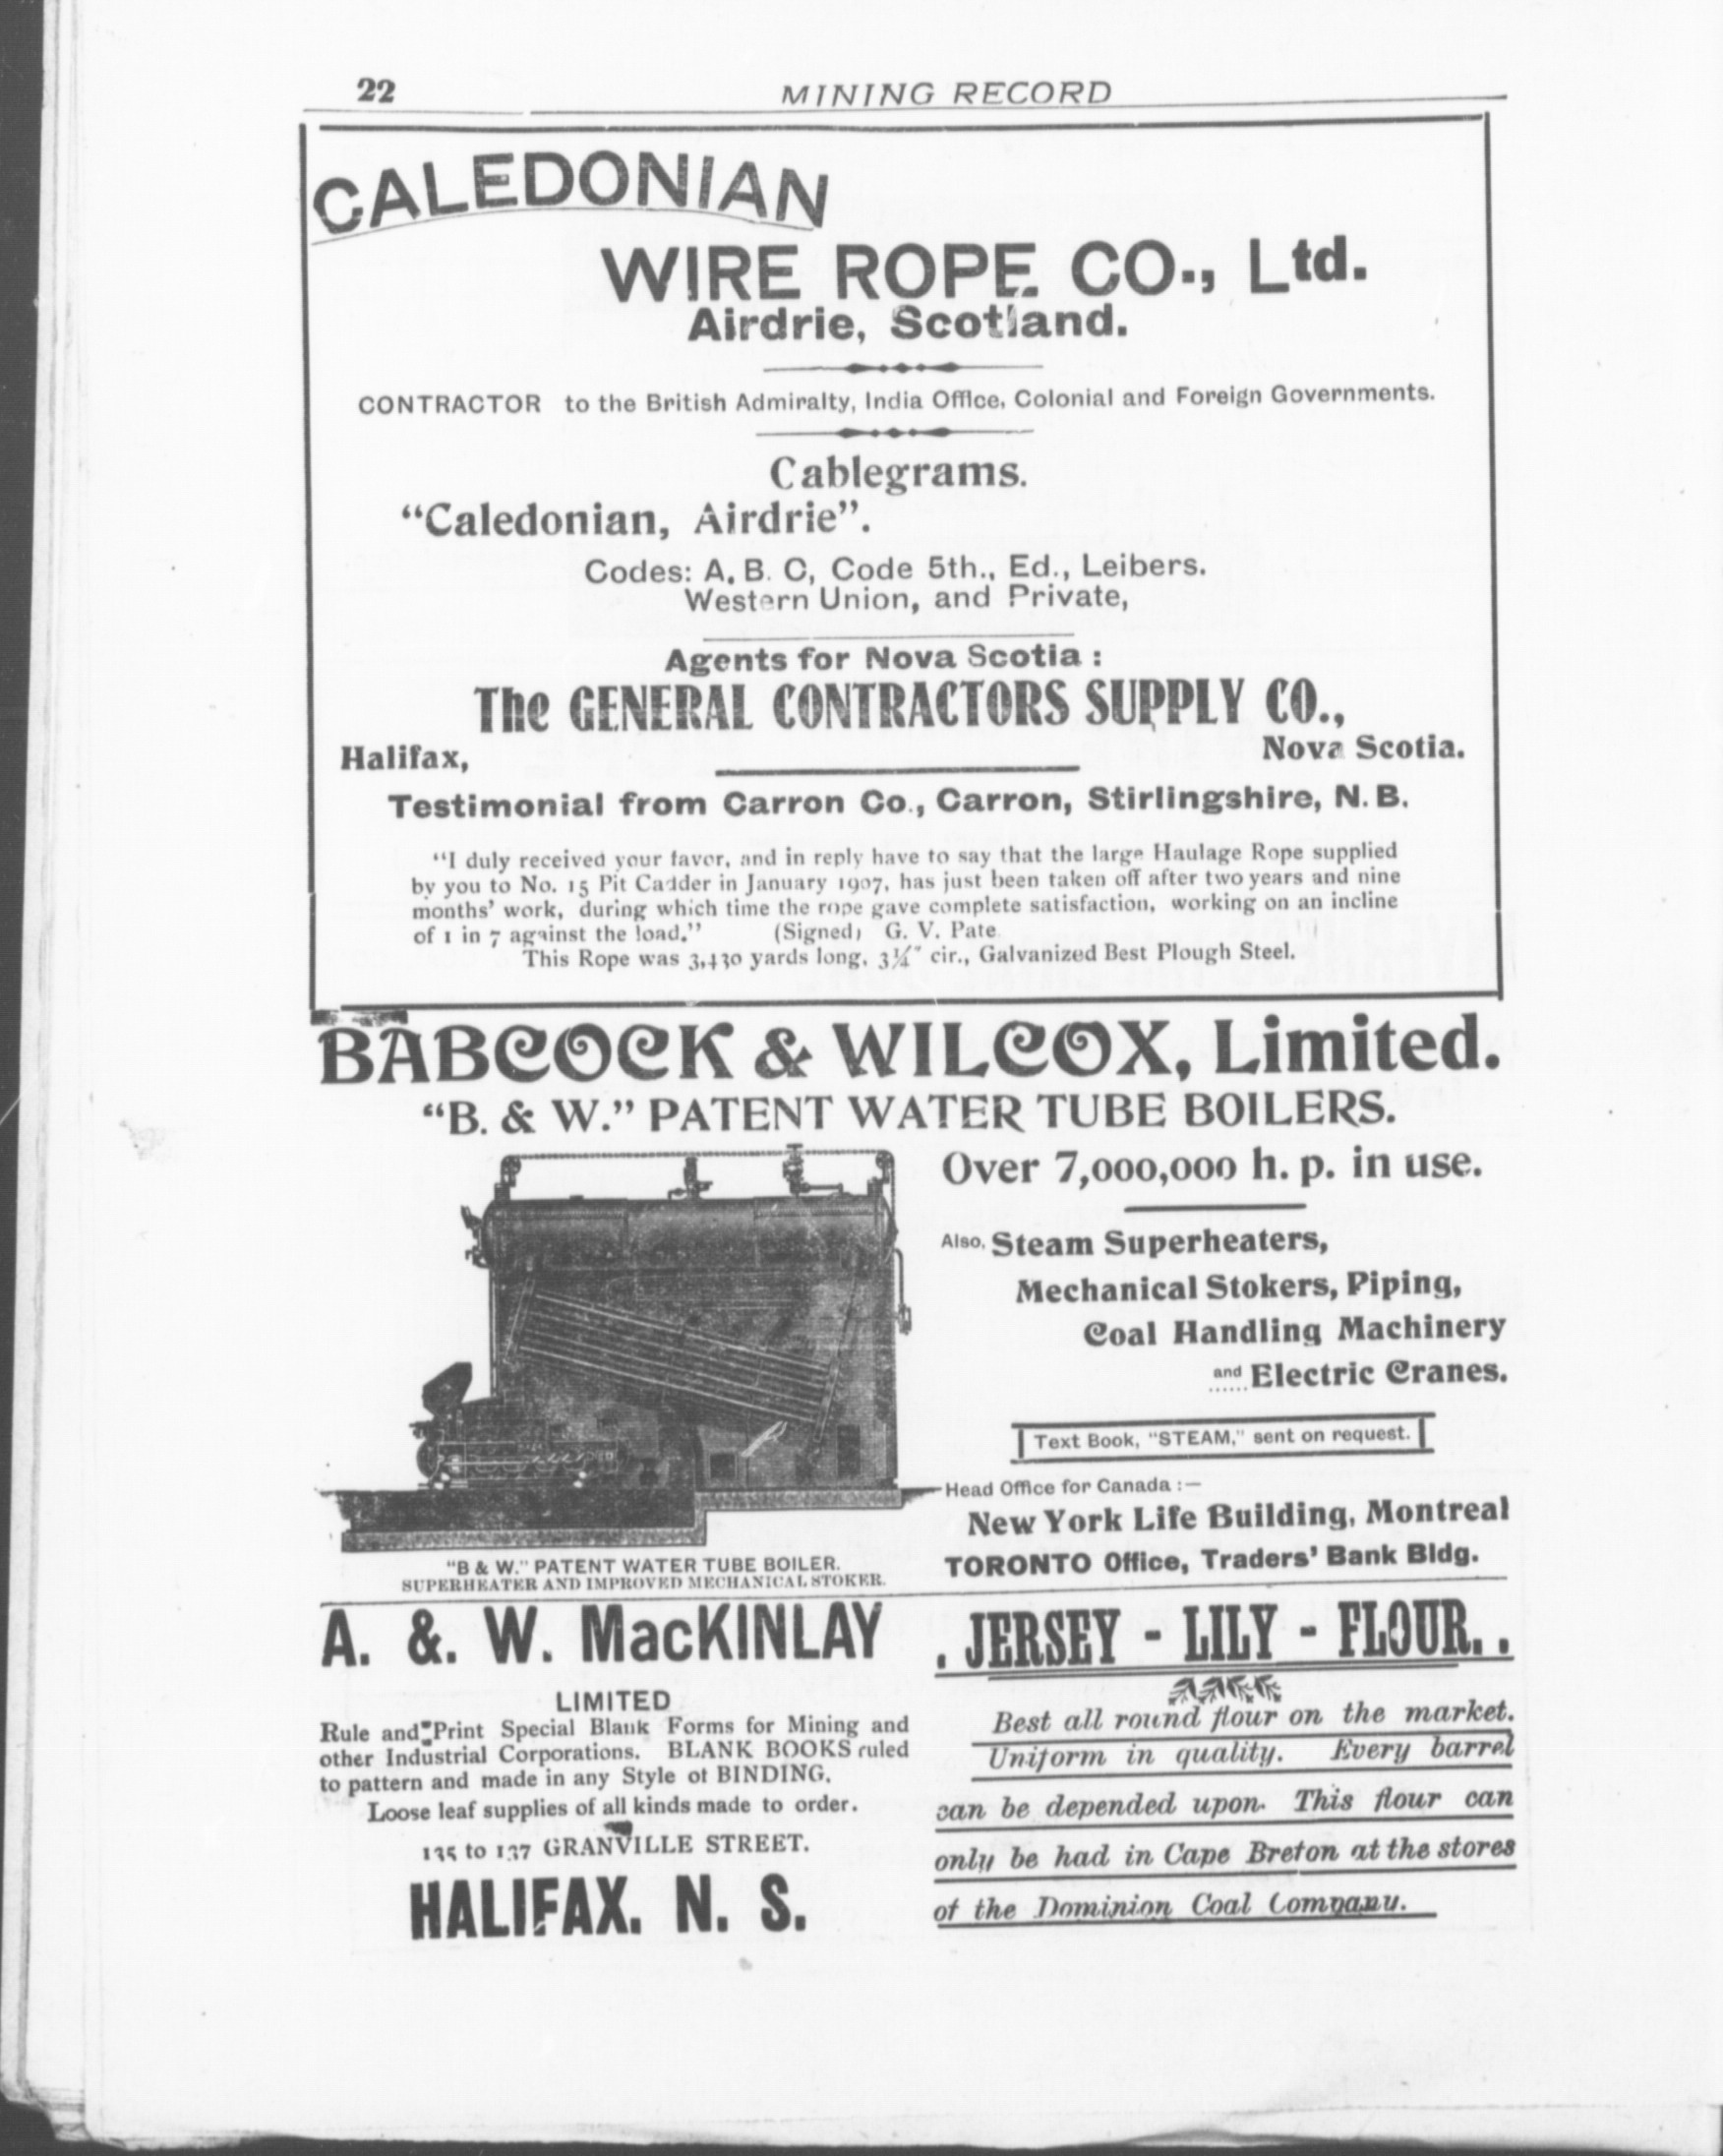 22
MINING RECORD
CALEDONIAN
WIRE ROPE CO., Ltd.
Airdrie, Scotland.
CONTRACTOR to the British Admiralty, India Office, Colonial and Foreign Governments.
Cablegrams.
"Caledonian, Airdrie".
Codes: A. B. C, Code 5th., Ed., Leibers.
Western Union, and Private,
Agents for Nova Scotia :
The GENERAL CONTRACTORS SUPPLY CO.,
Halifax, Nova Scotia.
Testimonial from Carron Co., Carron, Stirlingshire, N. B.
"I duly received your favor, and in reply have to say that the large Haulage Rope supplied
by you to No. 15 Pit Cadder in January 1907, has just been taken off after two years and nine
months' work, during which time the rope gave complete satisfaction, working on an incline
of 1 in 7 against the load." (Signed) G. V. Pate
This Rope was 3,430 yards long, 3¼" cir., Galvanized Best Plough Steel.
BABCOCK & WILCOX, Limited.
"B. & W." PATENT WATER TUBE BOILERS.
Over 7,000,000 h. p. in use.
Also, Steam Superheaters,
Mechanical Stokers, Piping,
Coal Handling Machinery
and Electric Cranes.
Text Book, "STEAM," sent on request.
Head Office for Canada :—
New York Life Building, Montreal
TORONTO Office, Traders' Bank Bldg.
"B & W." PATENT WATER TUBE BOILER.
SUPERHEATER AND IMPROVED MECHANICAL STOKER.
A. &. W. MacKINLAY
LIMITED
Rule and Print Special Blank Forms for Mining and
other Industrial Corporations. BLANK BOOKS ruled
to pattern and made in any Style of BINDING.
Loose leaf supplies of all kinds made to order.
135 to 137 GRANVILLE STREET.
HALIFAX. N. S.
. JERSEY - LILY - FLOUR. .
Best all round flour on the market.
Uniform in quality. Every barrel
can be depended upon. This flour can
only be had in Cape Breton at the stores
of the Dominion Coal Company.